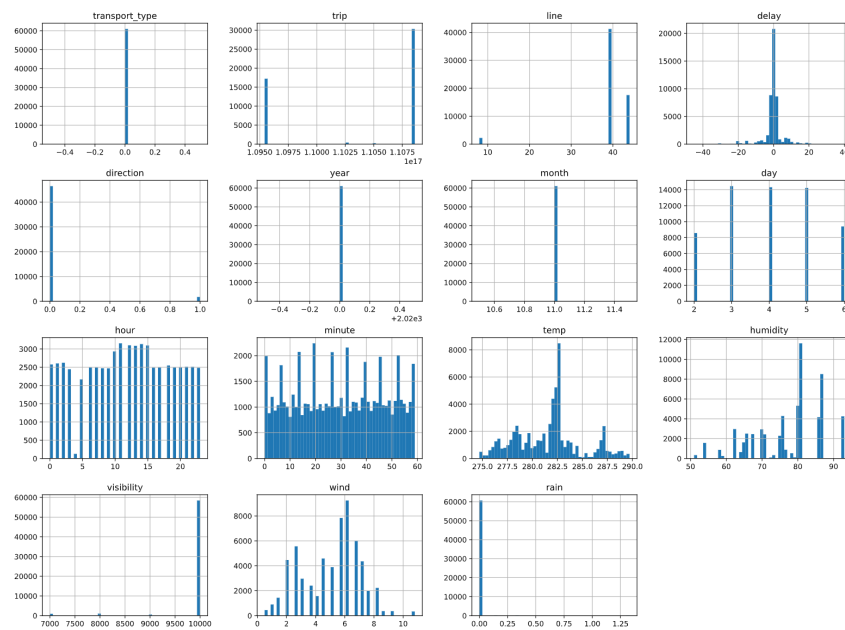 transport_type
60000
50000
40000
30000
20000
10000
0
−0.4 −0.2 0.0 0.2 0.4
trip
30000
25000
20000
15000
10000
5000
0
1.0950 1.0975 1.1000 1.1025 1.1050 1.1075
1e17
line
40000
30000
20000
10000
0
10 20 30 40
delay
20000
15000
10000
5000
0
−40 −20 0 20 40
direction
40000
30000
20000
10000
0
0.0 0.2 0.4 0.6 0.8 1.0
year
60000
50000
40000
30000
20000
10000
0
−0.4 −0.2 0.0 0.2 0.4
+2.02e3
month
60000
50000
40000
30000
20000
10000
0
10.6 10.8 11.0 11.2 11.4
day
14000
12000
10000
8000
6000
4000
2000
0
2 3 4 5 6
hour
3000
2500
2000
1500
1000
500
0
0 5 10 15 20
minute
2000
1500
1000
500
0
0 10 20 30 40 50 60
temp
8000
6000
4000
2000
0
275.0 277.5 280.0 282.5 285.0 287.5 290.0
humidity
12000
10000
8000
6000
4000
2000
0
50 60 70 80 90
visibility
60000
50000
40000
30000
20000
10000
0
7000 7500 8000 8500 9000 9500 10000
wind
8000
6000
4000
2000
0
0 2 4 6 8 10
rain
60000
50000
40000
30000
20000
10000
0
0.00 0.25 0.50 0.75 1.00 1.25